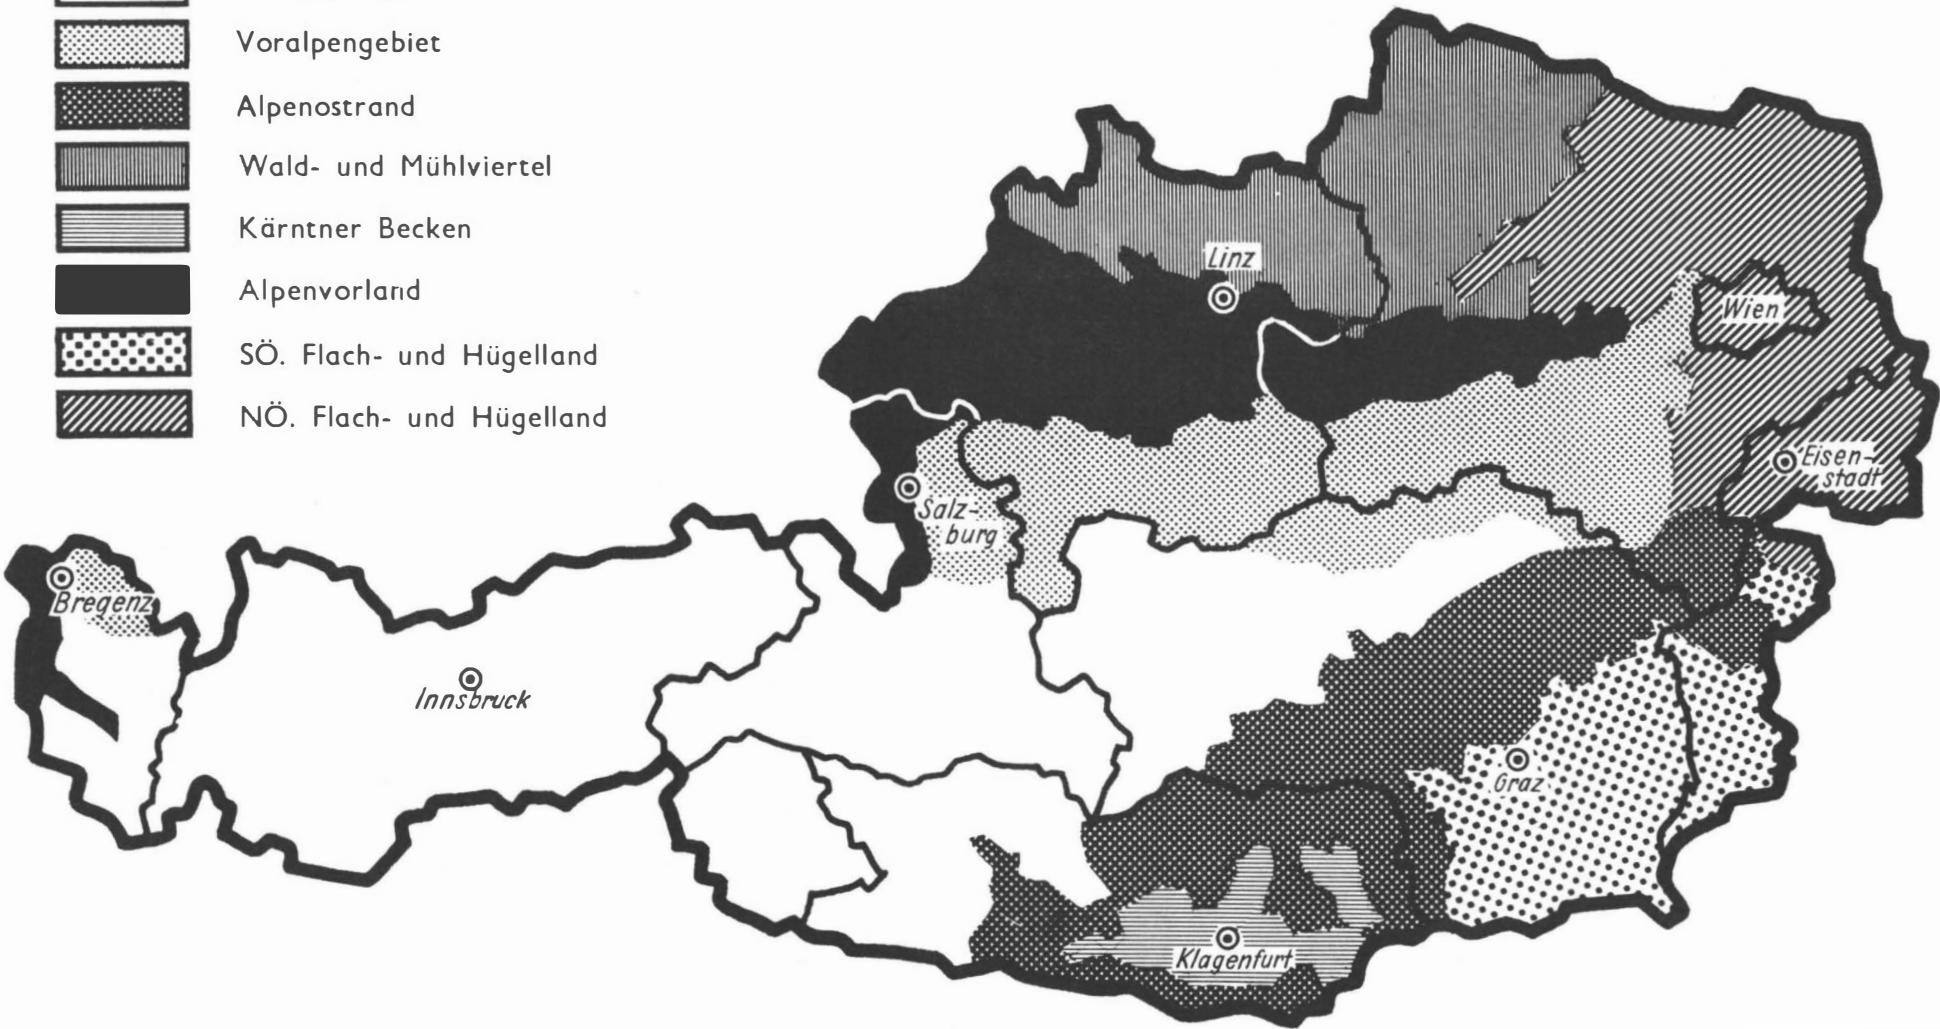 Voralpengebiet
Alpenostrand
Wald- und Mühlviertel
Kärntner Becken
Alpenvorland
SÖ. Flach- und Hügelland
NÖ. Flach- und Hügelland
Linz
Wien
Eisen-
stadt
Salz-
burg
Bregenz
Innsbruck
Graz
Klagenfurt